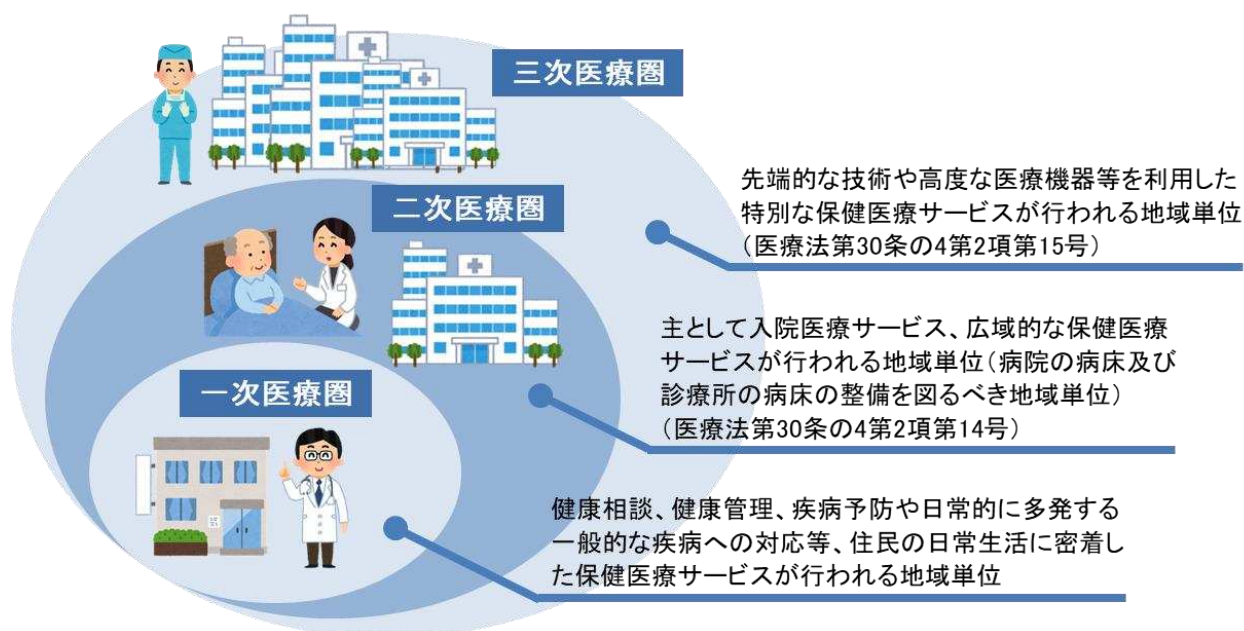 三次医療圏
先端的な技術や高度な医療機器等を利用した
特別な保健医療サービスが行われる地域単位
（医療法第30条の4第2項第15号）
二次医療圏
主として入院医療サービス、広域的な保健医療
サービスが行われる地域単位（病院の病床及び
診療所の病床の整備を図るべき地域単位）
（医療法第30条の4第2項第14号）
一次医療圏
健康相談、健康管理、疾病予防や日常的に多発する
一般的な疾病への対応等、住民の日常生活に密着し
た保健医療サービスが行われる地域単位